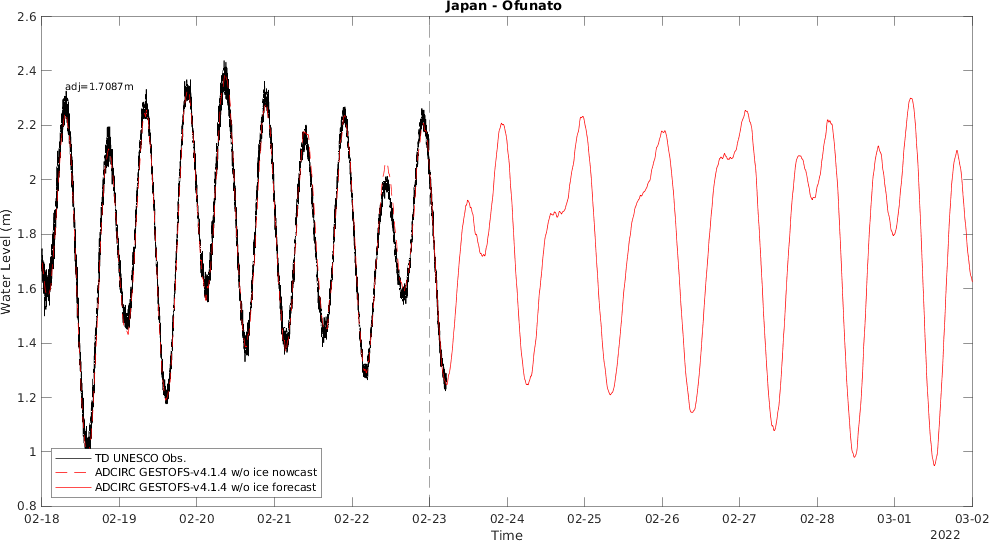 Japan - Ofunato
2.6
2.4
2.2
2
1.8
1.6
1.4
1.2
1
0.8
Water Level (m)
adj=1.7087m
TD UNESCO Obs.
ADCIRC GESTOFS-v4.1.4 w/o ice nowcast
ADCIRC GESTOFS-v4.1.4 w/o ice forecast
02-18 02-19 02-20 02-21 02-22 02-23 02-24 02-25 02-26 02-27 02-28 03-01 03-02
Time
2022